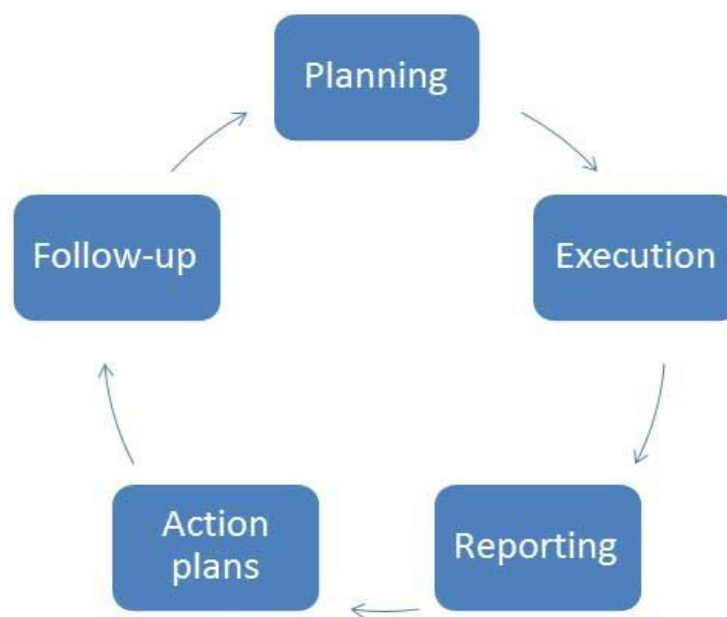 Planning
Execution
Reporting
Action
plans
Follow-up